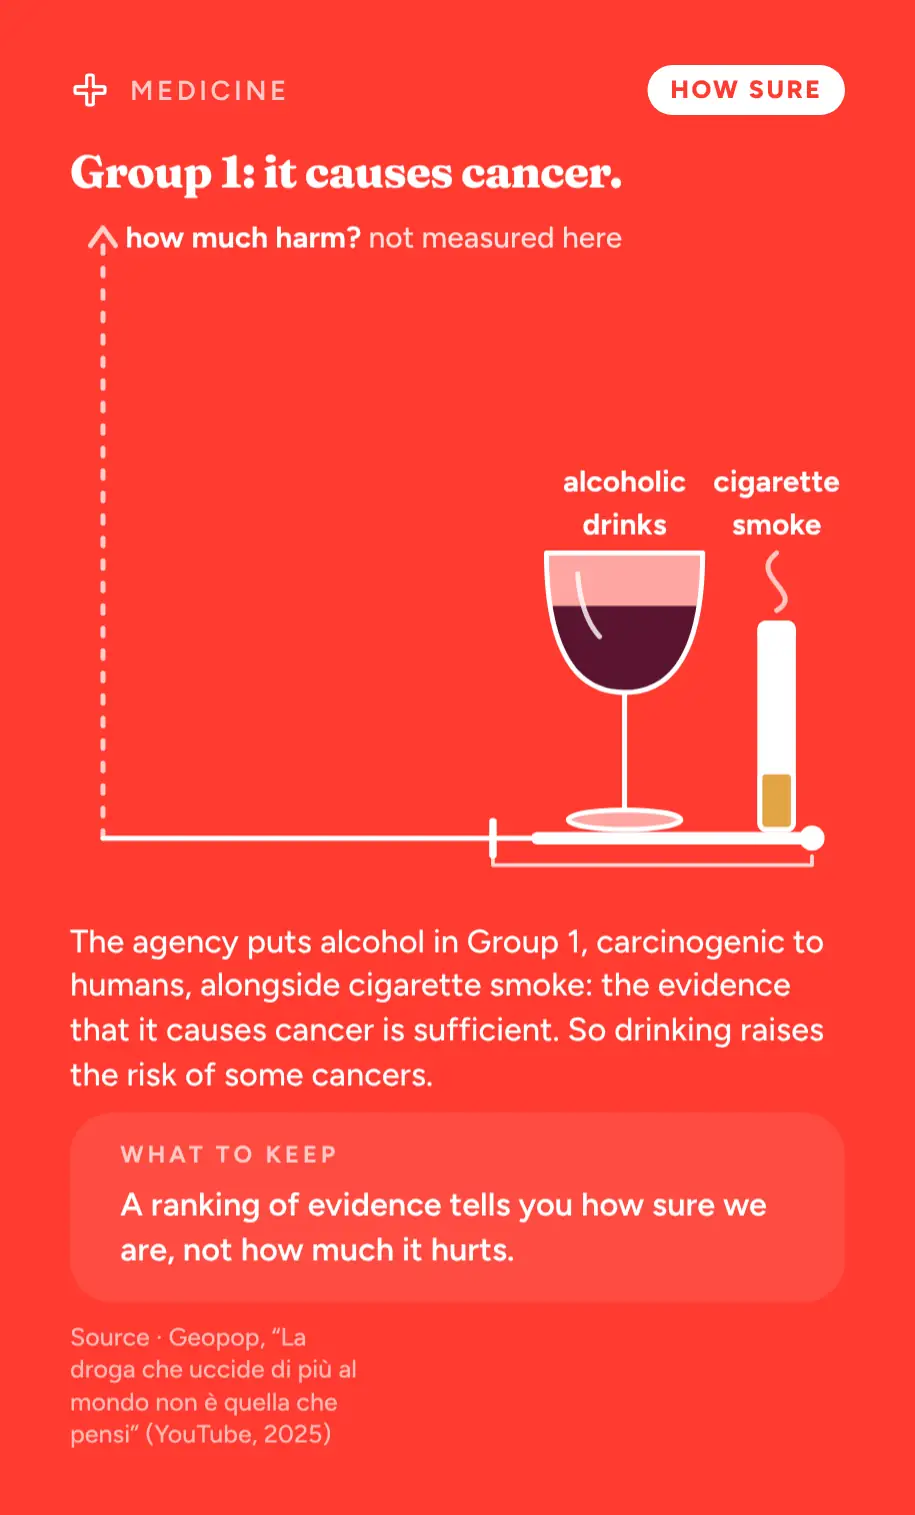 MEDICINE
HOW SURE
Group 1: it causes cancer.
how much harm? not measured here
alcoholic
drinks
cigarette
smoke
The agency puts alcohol in Group 1, carcinogenic to
humans, alongside cigarette smoke: the evidence
that it causes cancer is sufficient. So drinking raises
the risk of some cancers.
WHAT TO KEEP
A ranking of evidence tells you how sure we
are, not how much it hurts.
Source · Geopop, “La
droga che uccide di più al
mondo non è quella che
pensi” (YouTube, 2025)